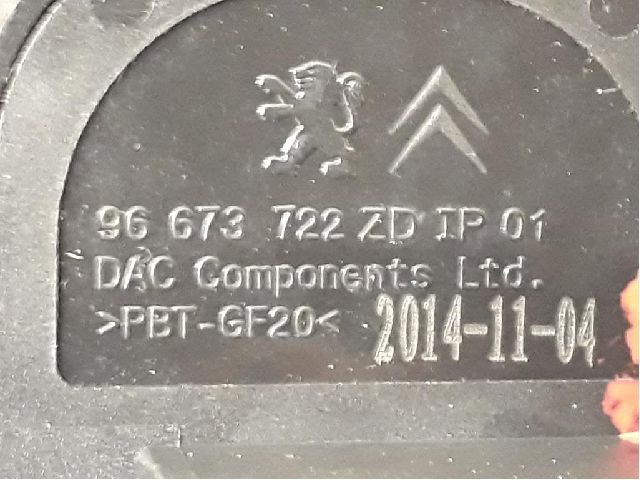 96 673 722 ZD IP 01
DAC Components Ltd.
>PBT-GF20<
2014-11-04